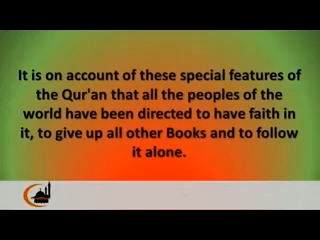 It is on account of these special features of
the Qur'an that all the peoples of the
world have been directed to have faith in
it, to give up all other Books and to follow
it alone.